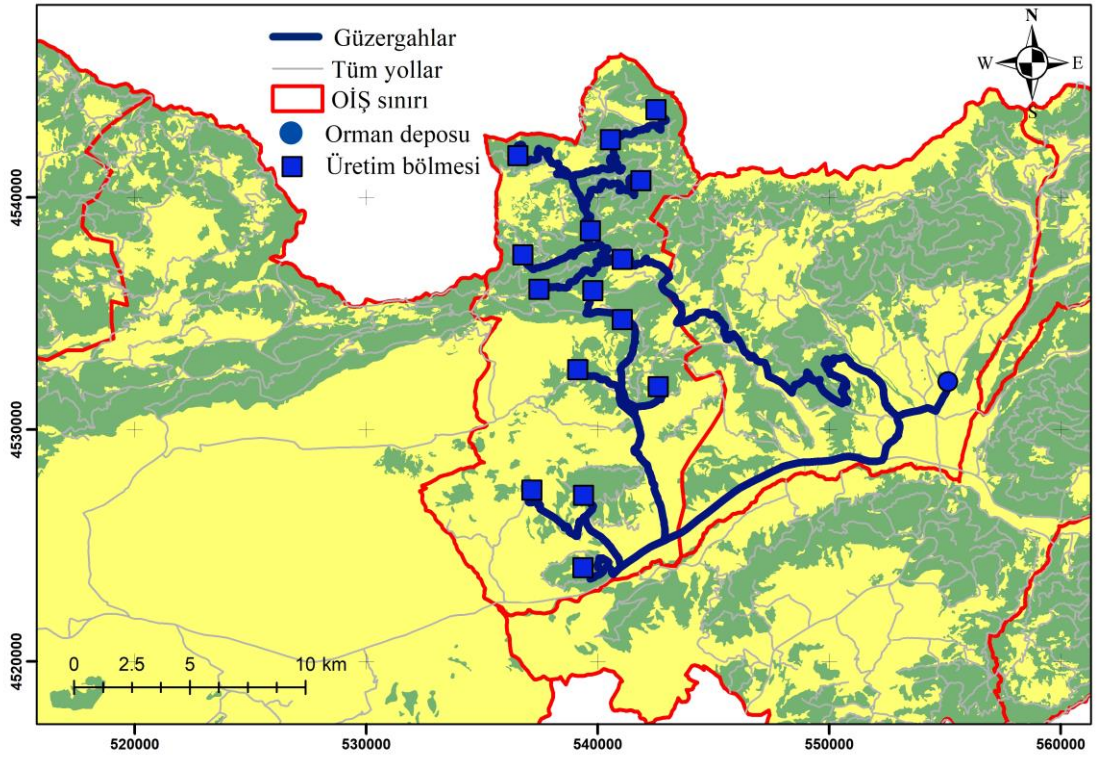 Güzergahlar
Tüm yollar
OİŞ sınırı
Orman deposu
Üretim bölmesi
N
W E
S
4540000
4530000
4520000
0 2.5 5 10 km
520000 530000 540000 550000 560000